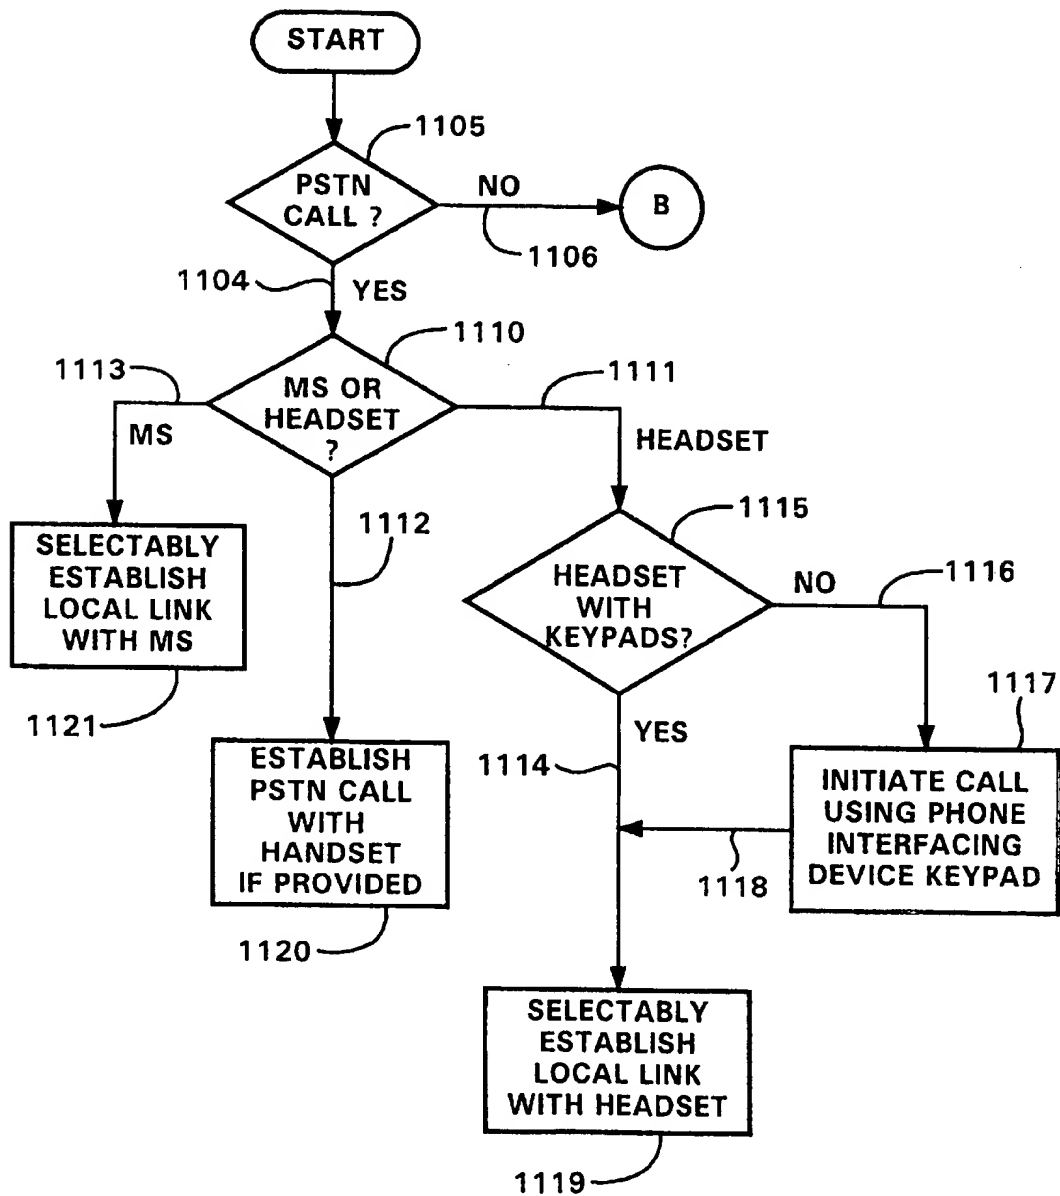 START
1105
PSTN
CALL ?
NO
B
1106
1104
YES
1110
1113
1111
MS OR
HEADSET
?
MS
HEADSET
1112
1115
SELECTABLY
ESTABLISH
LOCAL LINK
WITH MS
HEADSET
WITH
KEYPADS?
NO
1116
1121
1117
YES
1114
ESTABLISH
PSTN CALL
WITH
HANDSET
IF PROVIDED
INITIATE CALL
USING PHONE
INTERFACING
DEVICE KEYPAD
1118
1120
SELECTABLY
ESTABLISH
LOCAL LINK
WITH HEADSET
1119